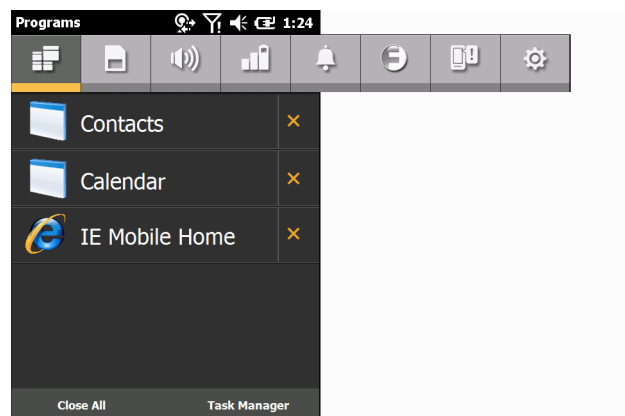 Programs 1:24
Contacts
Calendar
IE Mobile Home
Close All Task Manager